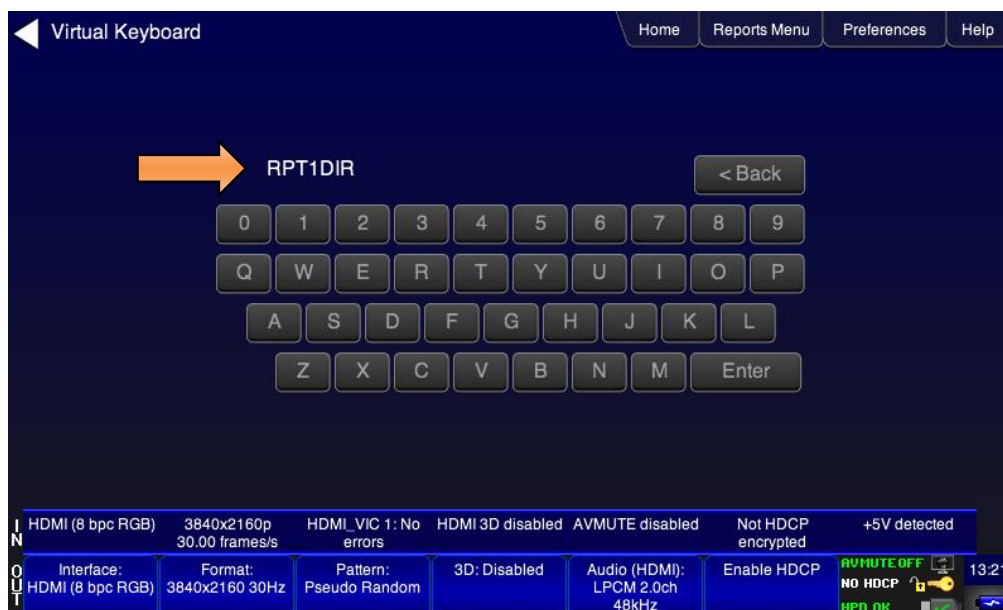 Virtual Keyboard
Home Reports Menu Preferences Help
RPT1DIR
< Back
0 1 2 3 4 5 6 7 8 9
Q W E R T Y U I O P
A S D F G H J K L
Z X C V B N M Enter
IN
HDMI (8 bpc RGB) 3840x2160p HDMI_VIC 1: No HDMI 3D disabled AVMUTE disabled Not HDCP +5V detected
30.00 frames/s errors encrypted
OUT
Interface: Format: Pattern: 3D: Disabled Audio (HDMI): Enable HDCP AVMUTE OFF
HDMI (8 bpc RGB) 3840x2160 30Hz Pseudo Random LPCM 2.0ch NO HDCP 13:21
48kHz HPD OK